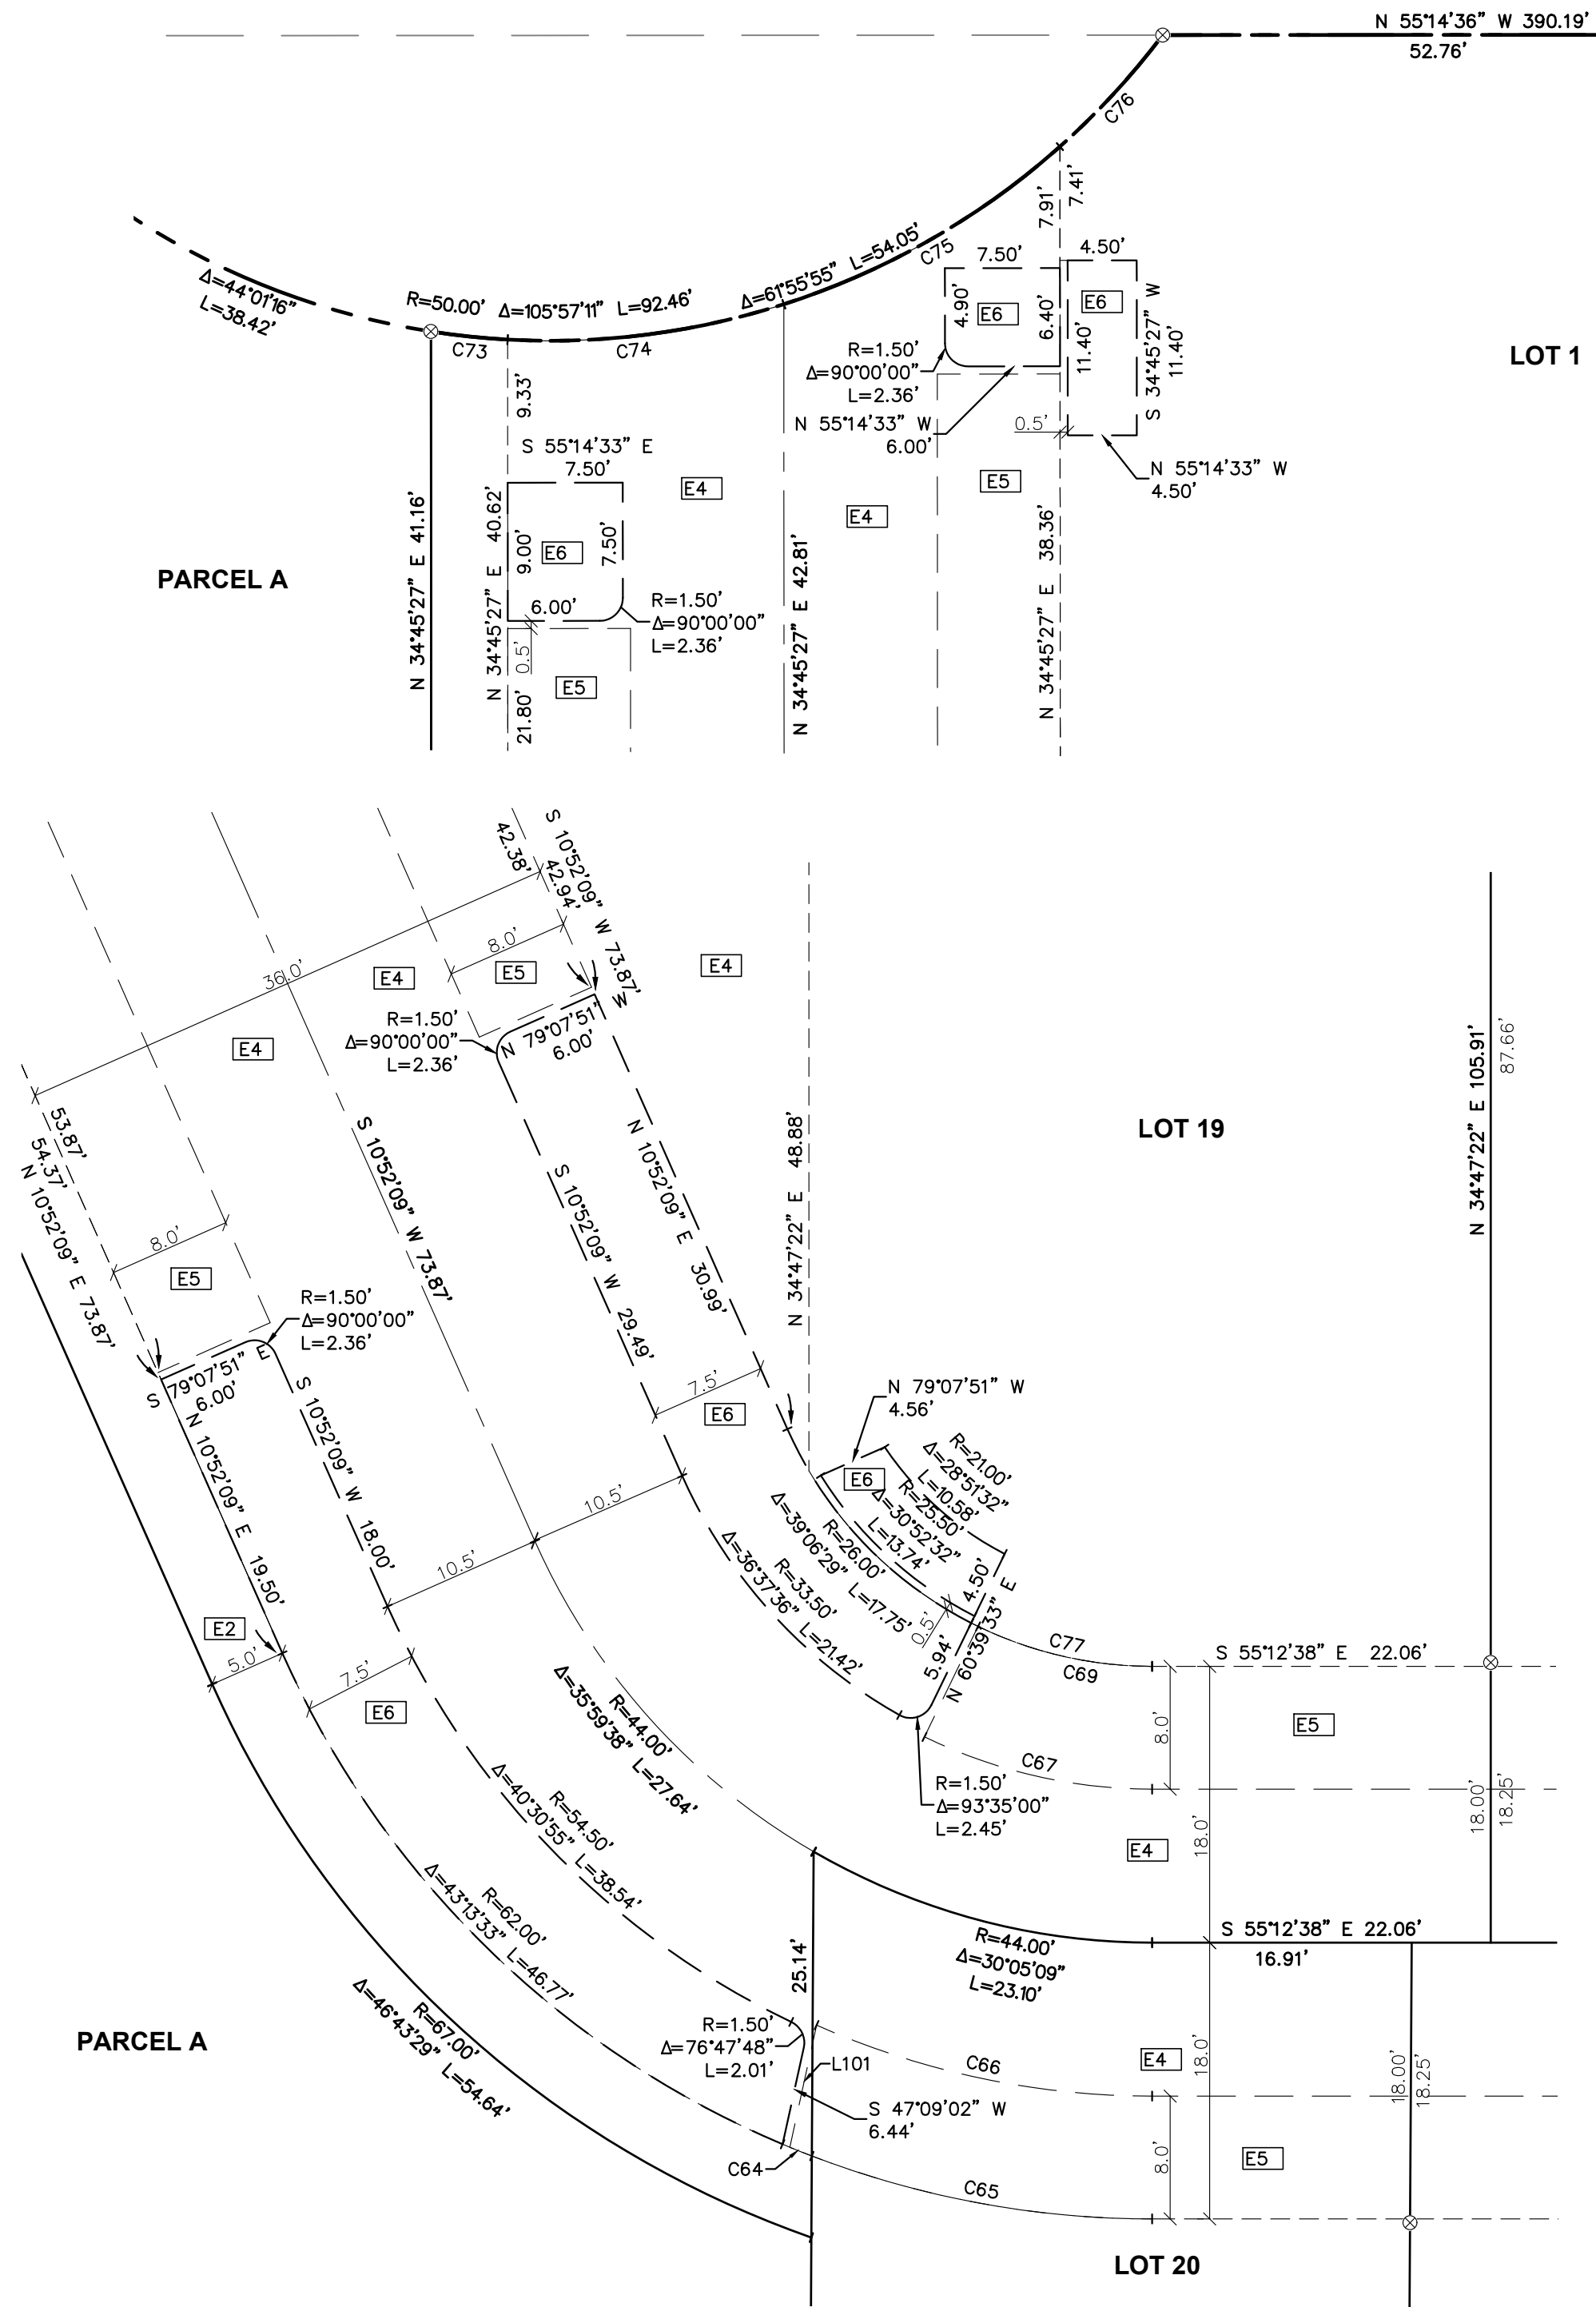 N 55°14'36" W 390.19'
52.76'
C76
7.91'
7.41'
Δ=44°01'16"
L=38.42'
R=50.00' Δ=105°57'11" L=92.46'
Δ=61°55'55" L=54.05'
C75
C73
C74
7.50'
4.50'
4.90'
E6
6.40'
E6
11.40'
S 34°45'27" W
11.40'
LOT 1
R=1.50'
Δ=90°00'00"
L=2.36'
N 55°14'33" W
6.00'
0.5'
N 55°14'33" W
4.50'
9.33'
S 55°14'33" E
7.50'
E4
E4
E5
N 34°45'27" E 41.16'
N 34°45'27" E 40.62'
9.00'
E6
7.50'
N 34°45'27" E 42.81'
N 34°45'27" E 38.36'
PARCEL A
6.00'
R=1.50'
Δ=90°00'00"
L=2.36'
0.5'
E5
21.80'
S 10°52'09" W 73.87'
42.38'
42.94'
36.0'
8.0'
E5
E4
E4
E4
R=1.50'
Δ=90°00'00"
L=2.36'
N 79°07'51" W
6.00'
N 34°47'22" E 105.91'
87.66'
LOT 19
53.87'
54.37'
N 10°52'09" E 73.87'
S 10°52'09" W 73.87'
S 10°52'09" W 29.49'
N 10°52'09" E 30.99'
N 34°47'22" E 48.88'
8.0'
E5
R=1.50'
Δ=90°00'00"
L=2.36'
S 79°07'51" E
6.00'
N 10°52'09" E 19.50'
S 10°52'09" W 18.00'
7.5'
E6
N 79°07'51" W
4.56'
E6
R=21.00'
Δ=28°51'32"
L=10.58'
R=25.50'
Δ=30°52'32"
L=13.74'
R=26.00'
Δ=39°06'29" L=17.75'
R=33.50'
Δ=36°37'36" L=21.42'
10.5'
10.5'
4.50'
0.5'
5.94'
N 60°39'33" E
C77
C69
S 55°12'38" E 22.06'
E2
5.0'
7.5'
E6
C67
8.0'
E5
R=1.50'
Δ=93°35'00"
L=2.45'
R=44.00'
Δ=35°59'38" L=27.64'
18.00'
18.25'
E4
18.0'
R=54.50'
Δ=40°30'55" L=38.54'
R=62.00'
Δ=43°13'33" L=46.77'
R=67.00'
Δ=46°43'29" L=54.64'
25.14'
R=44.00'
Δ=30°05'09"
L=23.10'
S 55°12'38" E 22.06'
16.91'
PARCEL A
R=1.50'
Δ=76°47'48"
L=2.01'
L101
C66
E4
18.0'
18.00'
18.25'
S 47°09'02" W
6.44'
C64
C65
8.0'
E5
LOT 20